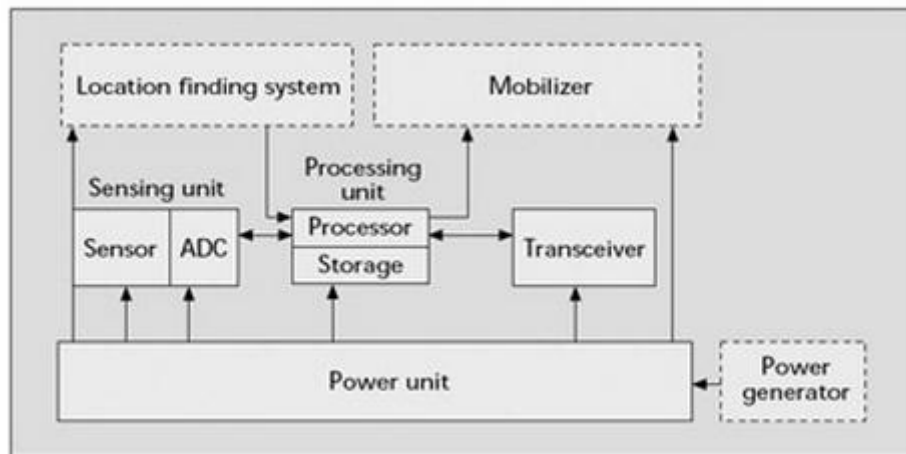 Location finding system
Mobilizer
Sensing unit
Processing
unit
Sensor
ADC
Processor
Storage
Transceiver
Power unit
Power
generator